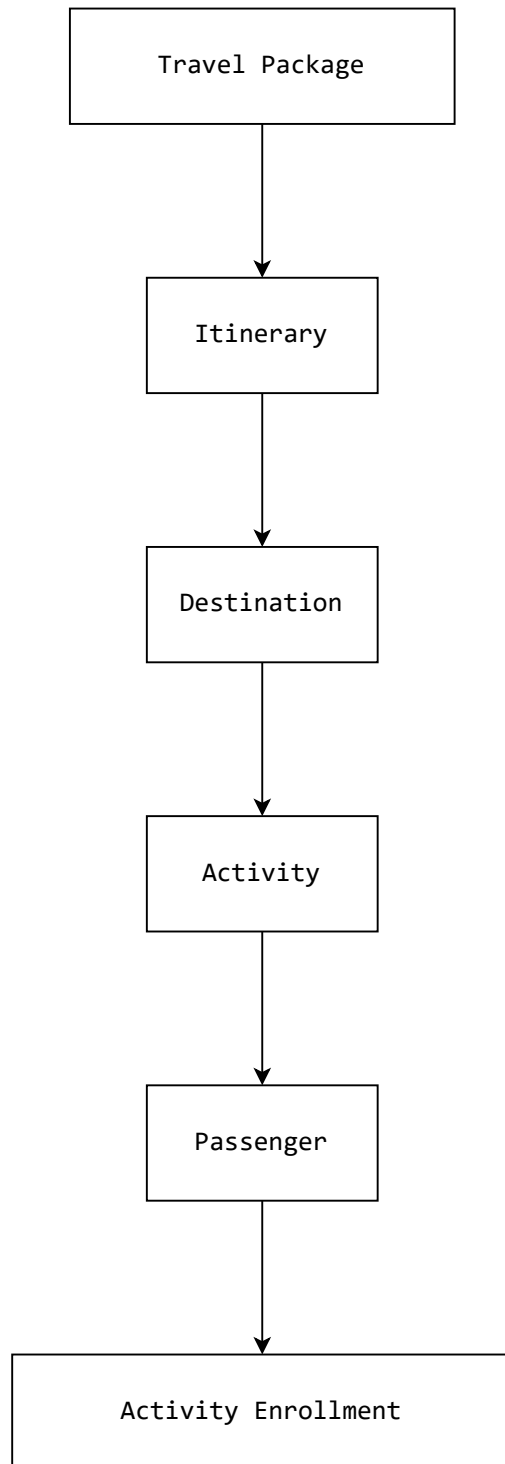 Travel Package
Itinerary
Destination
Activity
Passenger
Activity Enrollment